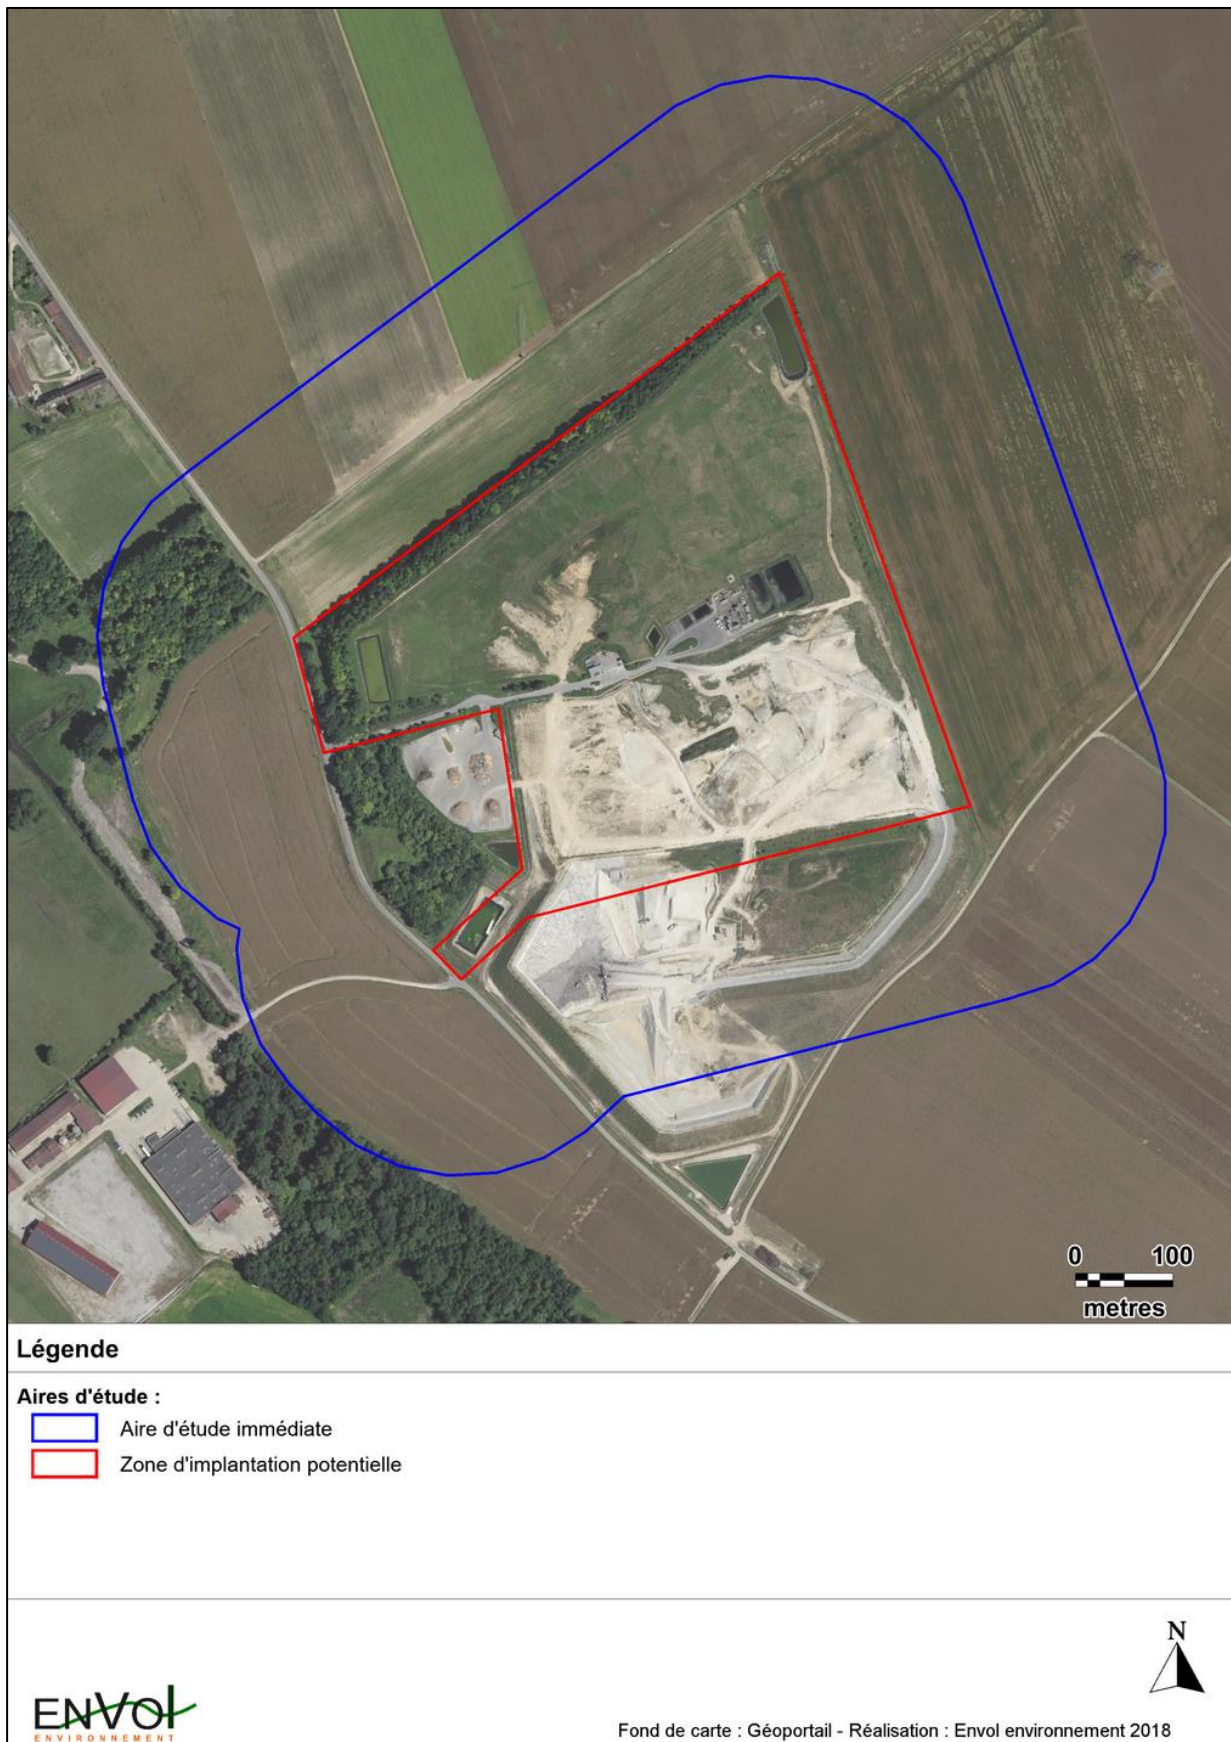 0 100
metres
Légende
Aires d'étude :
Aire d'étude immédiate
Zone d'implantation potentielle
N
ENVOl
ENVIRONNEMENT
Fond de carte : Géoportail - Réalisation : Envol environnement 2018